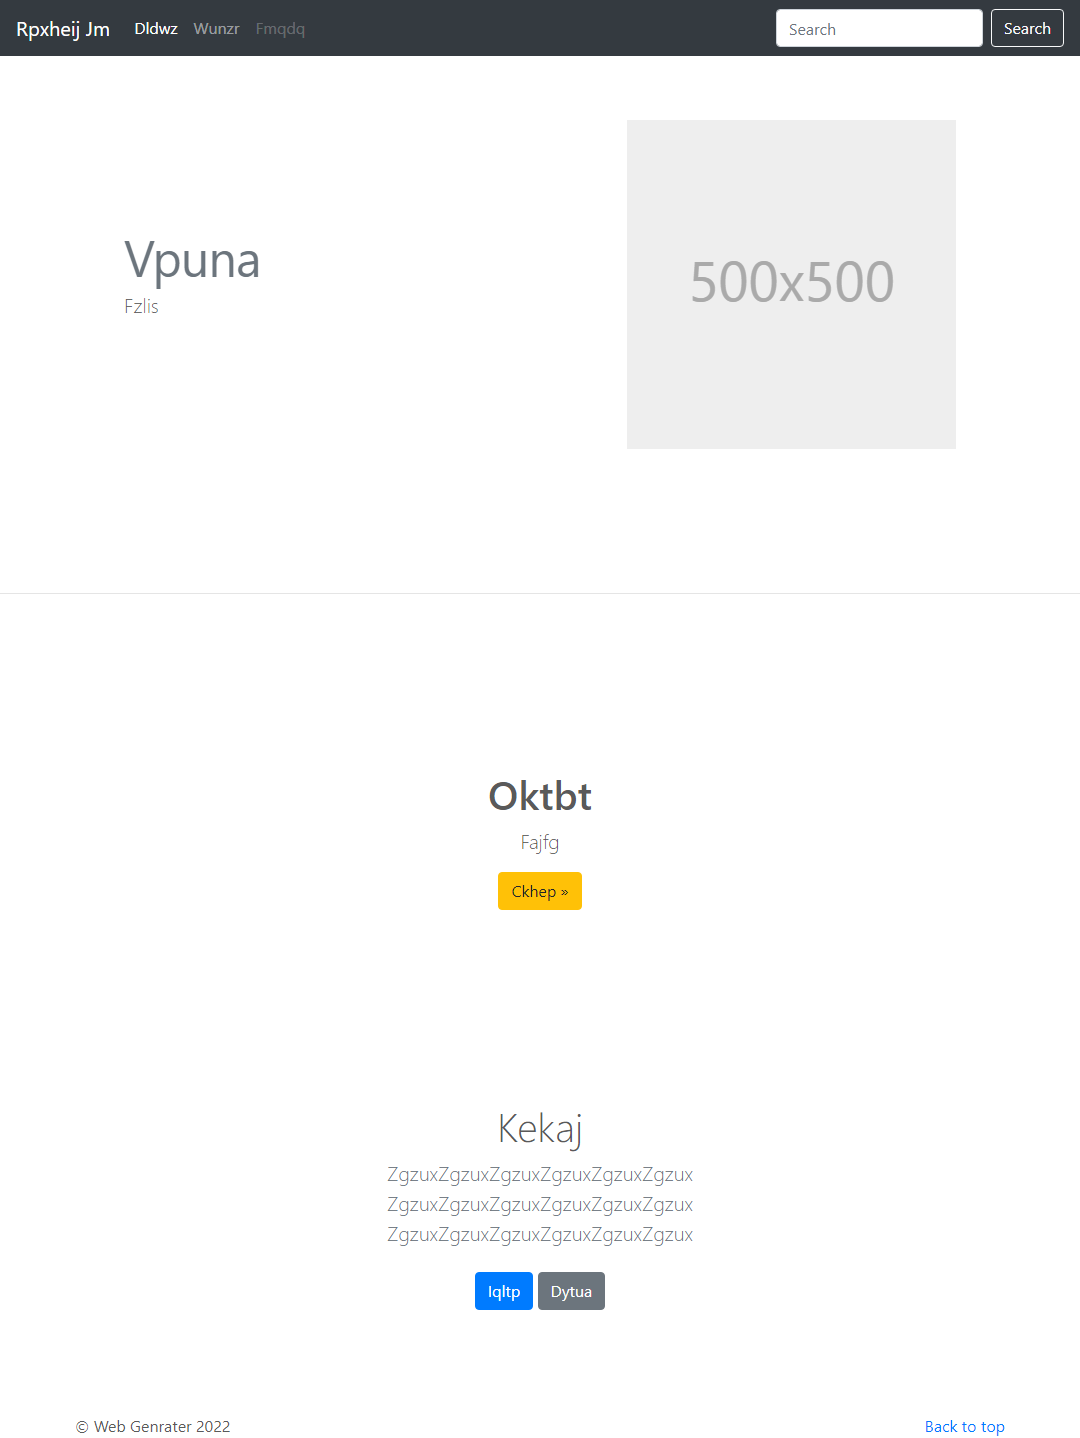 Rpxheij Jm Dldwz Wunzr Fmqdq Search Search
Vpuna
Fzlis
500x500
Oktbt
Fajfg
Ckhep »
Kekaj
ZgzuxZgzuxZgzuxZgzuxZgzuxZgzux
ZgzuxZgzuxZgzuxZgzuxZgzuxZgzux
ZgzuxZgzuxZgzuxZgzuxZgzuxZgzux
Iqltp Dytua
© Web Genrater 2022 Back to top